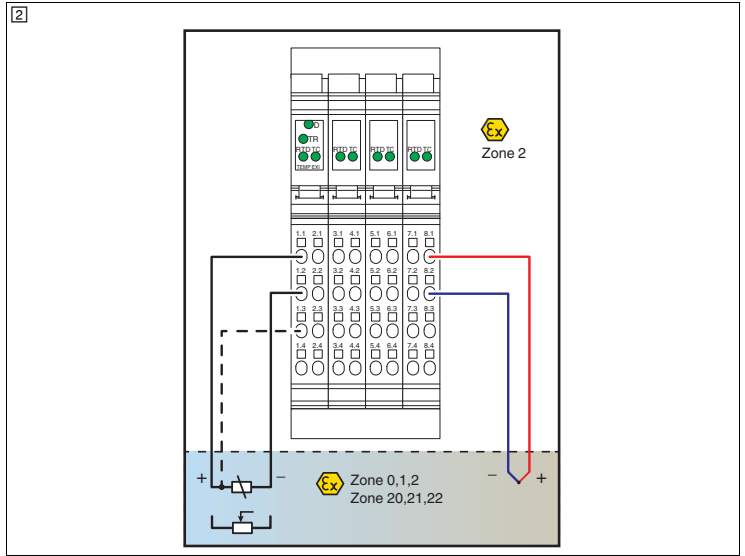 2
D
TR
RTD TC RTD TC RTD TC RTD TC
TEMP EXI
Ex
Zone 2
1.1 2.1 3.1 4.1 5.1 6.1 7.1 8.1
1.2 2.2 3.2 4.2 5.2 6.2 7.2 8.2
1.3 2.3 3.3 4.3 5.3 6.3 7.3 8.3
1.4 2.4 3.4 4.4 5.4 6.4 7.4 8.4
+ − − +
Ex
Zone 0,1,2
Zone 20,21,22